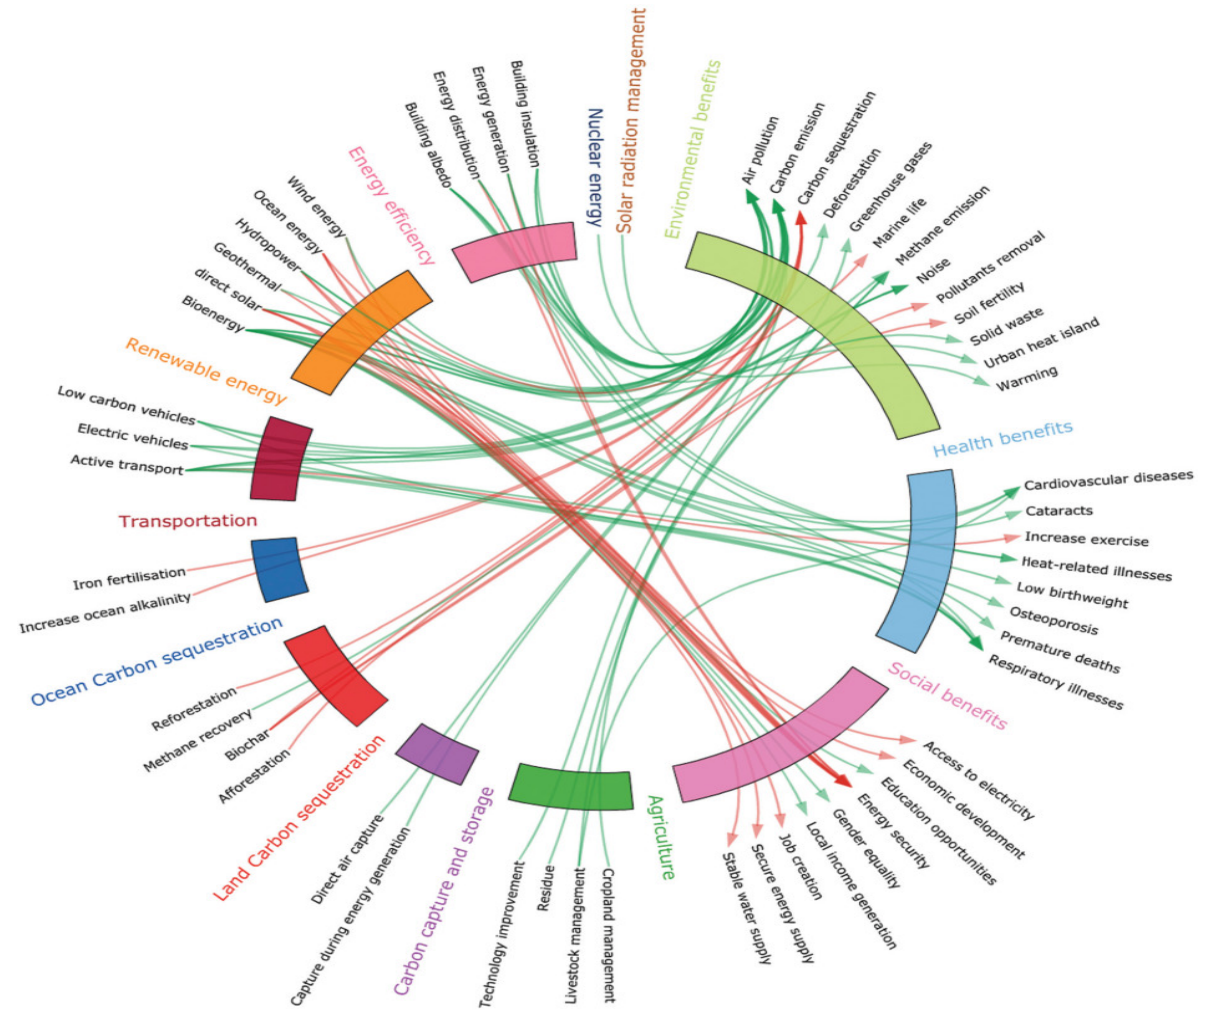 Solar radiation management
Nuclear energy
Building insulation
Energy generation
Energy distribution
Building albedo
Energy efficiency
Wind energy
Ocean energy
Hydropower
Geothermal
direct solar
Bioenergy
Renewable energy
Low carbon vehicles
Electric vehicles
Active transport
Transportation
Iron fertilisation
Increase ocean alkalinity
Ocean Carbon sequestration
Reforestation
Methane recovery
Biochar
Afforestation
Land Carbon sequestration
Direct air capture
Capture during energy generation
Carbon capture and storage
Technology improvement
Residue
Livestock management
Cropland management
Agriculture
Environmental benefits
Air pollution
Carbon emission
Carbon sequestration
Deforestation
Greenhouse gases
Marine life
Methane emission
Noise
Pollutants removal
Soil fertility
Solid waste
Urban heat island
Warming
Health benefits
Cardiovascular diseases
Cataracts
Increase exercise
Heat-related illnesses
Low birthweight
Osteoporosis
Premature deaths
Respiratory illnesses
Social benefits
Access to electricity
Economic development
Education opportunities
Energy security
Gender equality
Local income generation
Job creation
Secure energy supply
Stable water supply